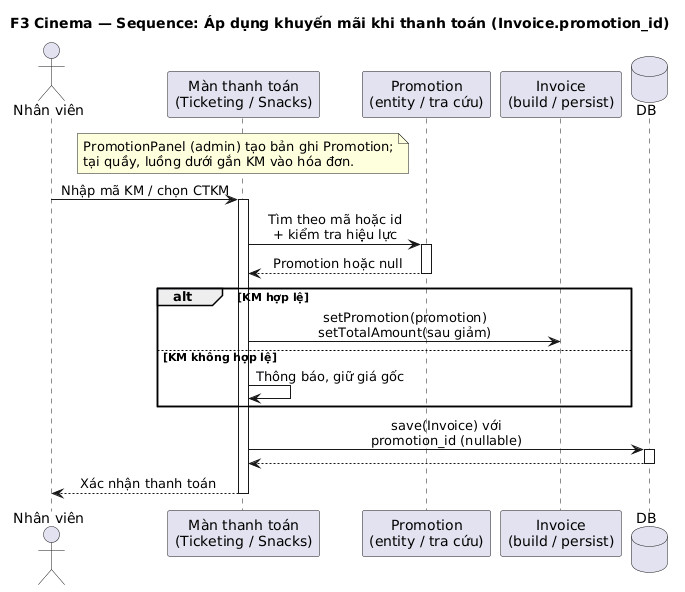 F3 Cinema — Sequence: Áp dụng khuyến mãi khi thanh toán (Invoice.promotion_id)
Nhân viên
Màn thanh toán
(Ticketing / Snacks)
Promotion
(entity / tra cứu)
Invoice
(build / persist)
DB
PromotionPanel (admin) tạo bản ghi Promotion;
tại quầy, luồng dưới gắn KM vào hóa đơn.
Nhập mã KM / chọn CTKM
Tìm theo mã hoặc id
+ kiểm tra hiệu lực
Promotion hoặc null
alt
[KM hợp lệ]
setPromotion(promotion)
setTotalAmount(sau giảm)
[KM không hợp lệ]
Thông báo, giữ giá gốc
save(Invoice) với
promotion_id (nullable)
Xác nhận thanh toán
Nhân viên
Màn thanh toán
(Ticketing / Snacks)
Promotion
(entity / tra cứu)
Invoice
(build / persist)
DB